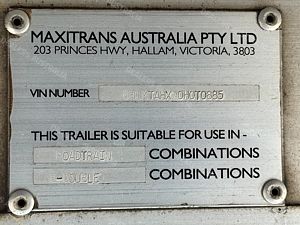 MAXITRANS AUSTRALIA PTY LTD
203 PRINCES HWY, HALLAM, VICTORIA, 3803
VIN NUMBER
THIS TRAILER IS SUITABLE FOR USE IN -
ROADTRAIN COMBINATIONS
-DOUBLE COMBINATIONS